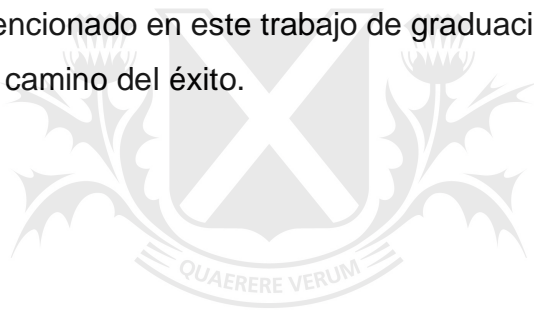 encionado en este trabajo de graduaci
camino del éxito.
QUAERERE VERUM